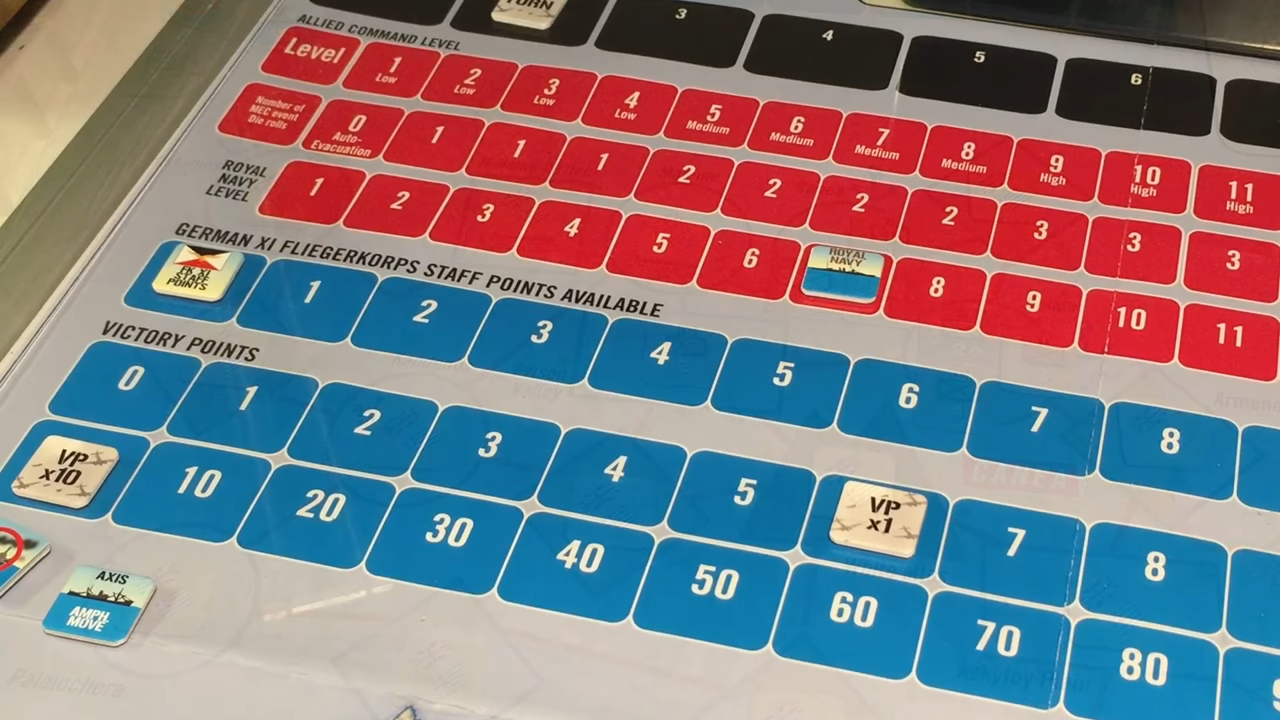 TURN
3 4 5 6
ALLIED COMMAND LEVEL
Level
1 Low
2 Low
3 Low
4 Low
5 Medium
6 Medium
7 Medium
8 Medium
9 High
10 High
11 High
Number of
MEC event
Die rolls
0
Auto-
Evacuation
1 1 1 2 2 2 2 3 3 3
ROYAL
NAVY
LEVEL
1 2 3 4 5 6
ROYAL
NAVY
8 9 10 11
GERMAN XI FLIEGERKORPS STAFF POINTS AVAILABLE
FK XI
STAFF
POINTS
1 2 3 4 5 6 7 8
VICTORY POINTS
0 1 2 3 4 5
VP
x1
7 8
VP
x10
10 20 30 40 50 60 70 80
AXIS
AMPH.
MOVE